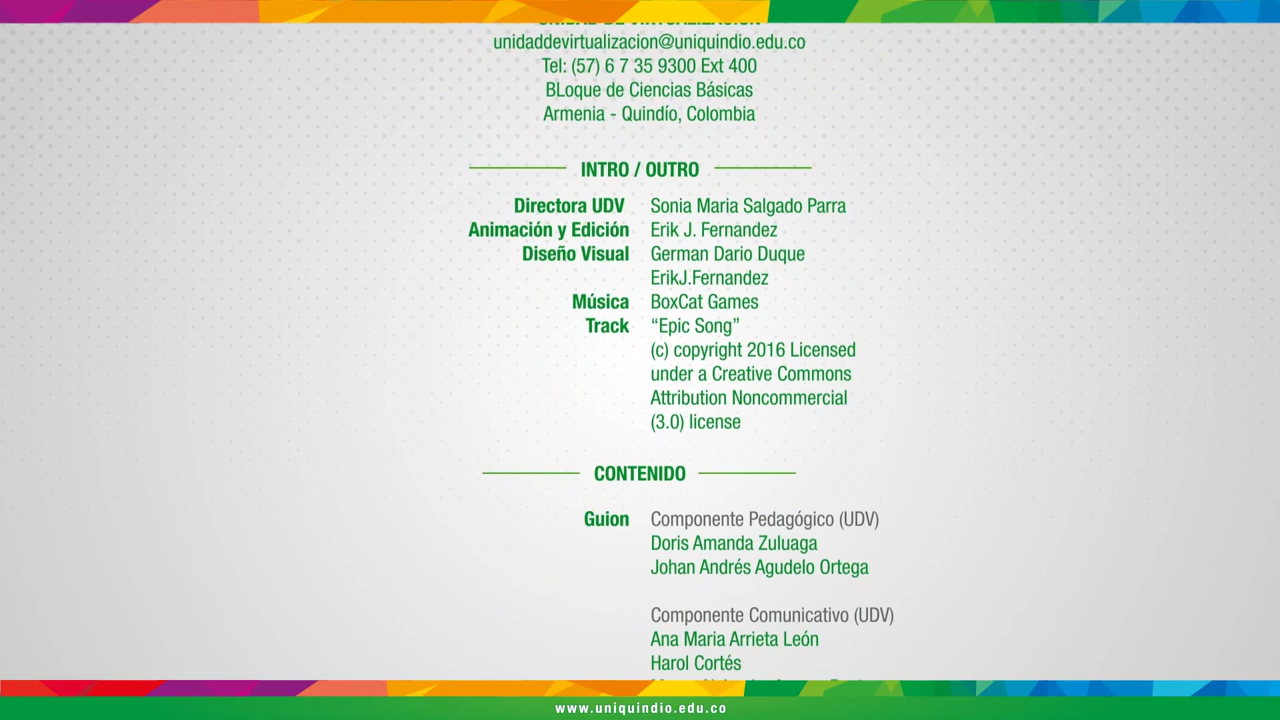 UNIDAD DE VIRTUALIZACIÓN
unidaddevirtualizacion@uniquindio.edu.co
Tel: (57) 6 7 35 9300 Ext 400
BLoque de Ciencias Básicas
Armenia - Quindío, Colombia
INTRO / OUTRO
Directora UDV Sonia Maria Salgado Parra
Animación y Edición Erik J. Fernandez
Diseño Visual German Dario Duque
ErikJ.Fernandez
Música BoxCat Games
Track “Epic Song”
(c) copyright 2016 Licensed
under a Creative Commons
Attribution Noncommercial
(3.0) license
CONTENIDO
Guion Componente Pedagógico (UDV)
Doris Amanda Zuluaga
Johan Andrés Agudelo Ortega
Componente Comunicativo (UDV)
Ana Maria Arrieta León
Harol Cortés
www.uniquindio.edu.co